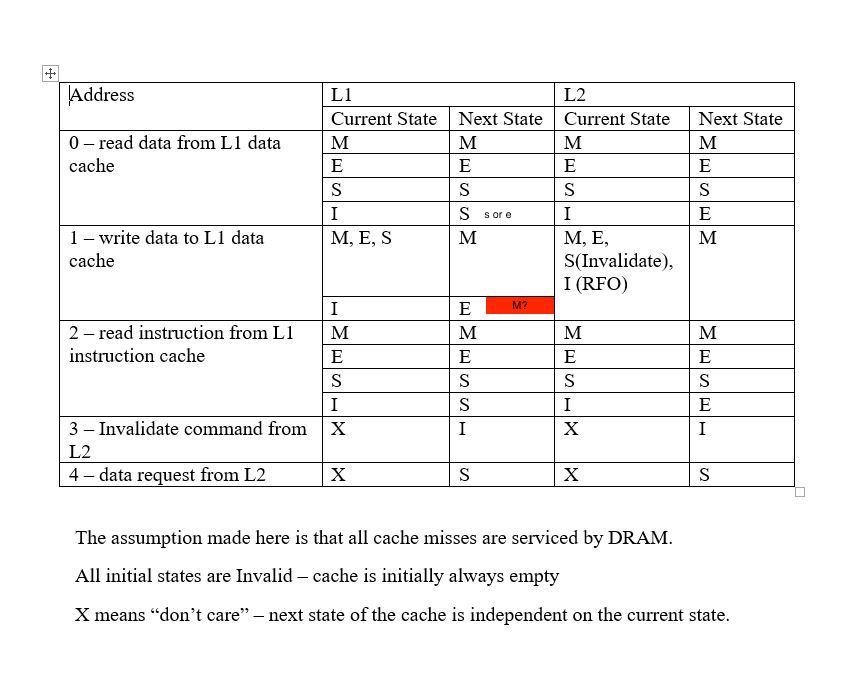 Address L1 L2
Current State Next State Current State Next State
0 – read data from L1 data M M M M
cache E E E E
S S S S
I S s or e I E
1 – write data to L1 data M, E, S M M, E, M
cache S(Invalidate),
I (RFO)
I E M?
2 – read instruction from L1 M M M M
instruction cache E E E E
S S S S
I S I E
3 – Invalidate command from X I X I
L2
4 – data request from L2 X S X S
The assumption made here is that all cache misses are serviced by DRAM.
All initial states are Invalid – cache is initially always empty
X means “don’t care” – next state of the cache is independent on the current state.